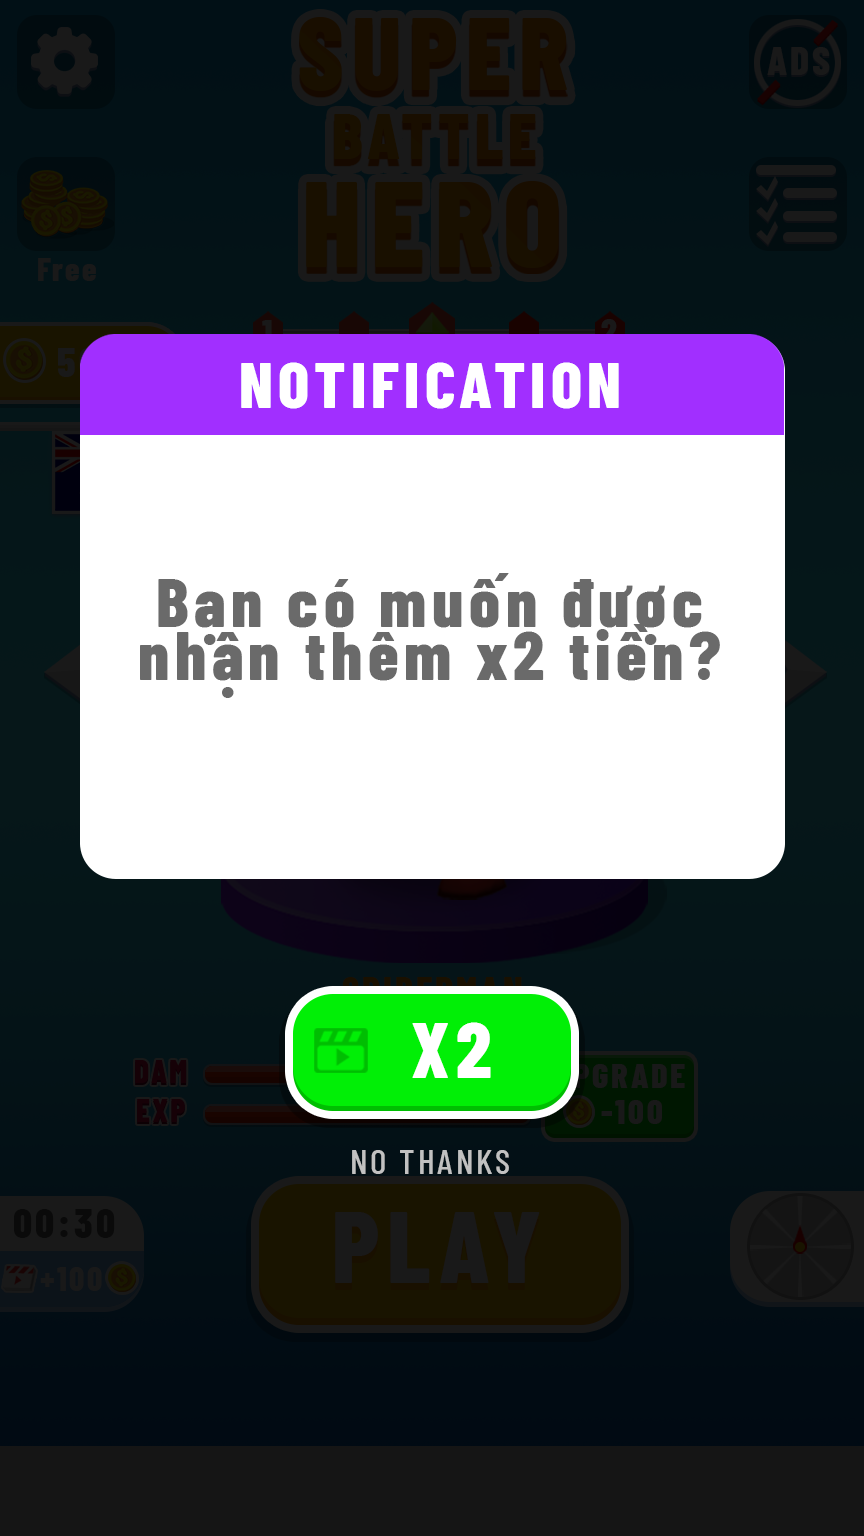 SUPER
BATTLE
HERO
ADS
Free
1
2
5
NOTIFICATION
Bạn có muốn được
nhận thêm x2 tiền?
X2
DAM
EXP
GRADE
-100
NO THANKS
00:30
+100
PLAY